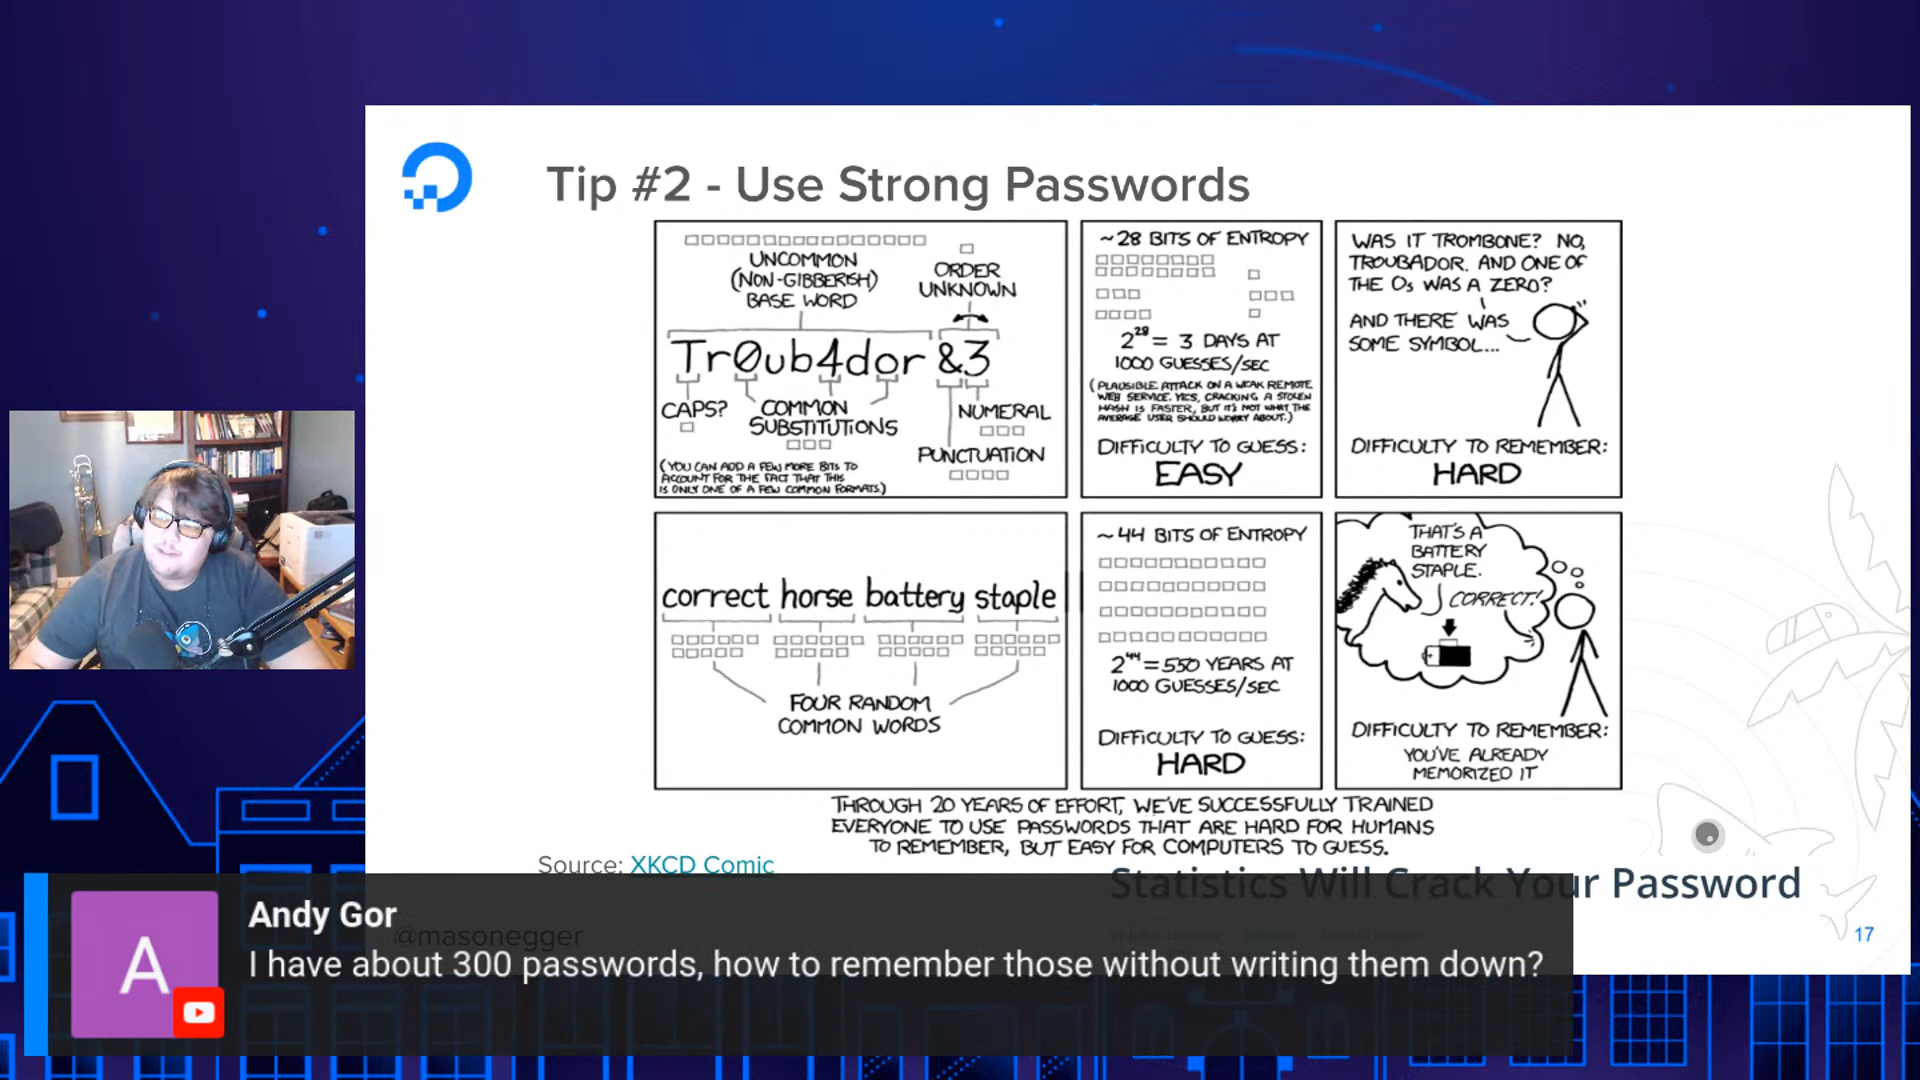 Tip #2 - Use Strong Passwords
UNCOMMON
(NON-GIBBERISH)
BASE WORD
ORDER
UNKNOWN
Tr0ub4dor &3
CAPS?
COMMON
SUBSTITUTIONS
NUMERAL
PUNCTUATION
(YOU CAN ADD A FEW MORE BITS TO
ACCOUNT FOR THE FACT THAT THIS
IS ONLY ONE OF A FEW COMMON FORMATS.)
~28 BITS OF ENTROPY
2^28 = 3 DAYS AT
1000 GUESSES/SEC
(PLAUSIBLE ATTACK ON A WEAK REMOTE
WEB SERVICE. YES, CRACKING A STOLEN
HASH IS FASTER, BUT IT'S NOT WHAT THE
AVERAGE USER SHOULD WORRY ABOUT.)
DIFFICULTY TO GUESS:
EASY
WAS IT TROMBONE? NO,
TROUBADOR. AND ONE OF
THE Os WAS A ZERO?
AND THERE WAS
SOME SYMBOL...
DIFFICULTY TO REMEMBER:
HARD
correct horse battery staple
FOUR RANDOM
COMMON WORDS
~44 BITS OF ENTROPY
2^44 = 550 YEARS AT
1000 GUESSES/SEC
DIFFICULTY TO GUESS:
HARD
THAT'S A
BATTERY
STAPLE.
CORRECT!
DIFFICULTY TO REMEMBER:
YOU'VE ALREADY
MEMORIZED IT
THROUGH 20 YEARS OF EFFORT, WE'VE SUCCESSFULLY TRAINED
EVERYONE TO USE PASSWORDS THAT ARE HARD FOR HUMANS
TO REMEMBER, BUT EASY FOR COMPUTERS TO GUESS.
Source: XKCD Comic
Statistics Will Crack Your Password
@masonegger
17
A
Andy Gor
I have about 300 passwords, how to remember those without writing them down?